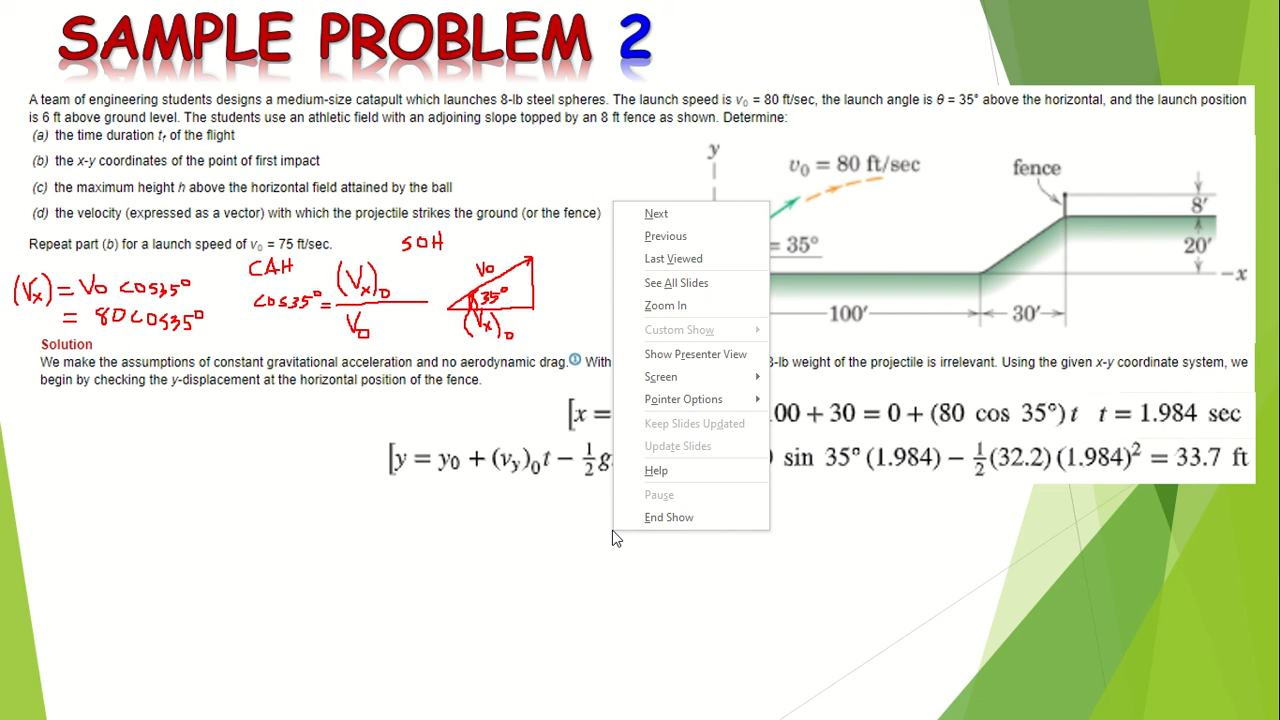 SAMPLE PROBLEM 2
A team of engineering students designs a medium-size catapult which launches 8-lb steel spheres. The launch speed is v₀ = 80 ft/sec, the launch angle is θ = 35° above the horizontal, and the launch position
is 6 ft above ground level. The students use an athletic field with an adjoining slope topped by an 8 ft fence as shown. Determine:
(a) the time duration tf of the flight
(b) the x-y coordinates of the point of first impact
(c) the maximum height h above the horizontal field attained by the ball
(d) the velocity (expressed as a vector) with which the projectile strikes the ground (or the fence)
Repeat part (b) for a launch speed of v₀ = 75 ft/sec.
y
v₀ = 80 ft/sec
fence
8'
= 35°
20'
-x
100'
30'
SOH
CAH
(Vx) = V0 cos35°
= 80cos35°
cos35° = (Vx)0
V0
V0
35°
(Vx)0
Next
Previous
Last Viewed
See All Slides
Zoom In
Custom Show
Show Presenter View
Screen
Pointer Options
Keep Slides Updated
Update Slides
Help
Pause
End Show
Solution
We make the assumptions of constant gravitational acceleration and no aerodynamic drag. With -lb weight of the projectile is irrelevant. Using the given x-y coordinate system, we
begin by checking the y-displacement at the horizontal position of the fence.
[x = 00 + 30 = 0 + (80 cos 35°)t t = 1.984 sec
[y = y₀ + (vy)₀t − ½g sin 35°(1.984) − ½(32.2)(1.984)² = 33.7 ft